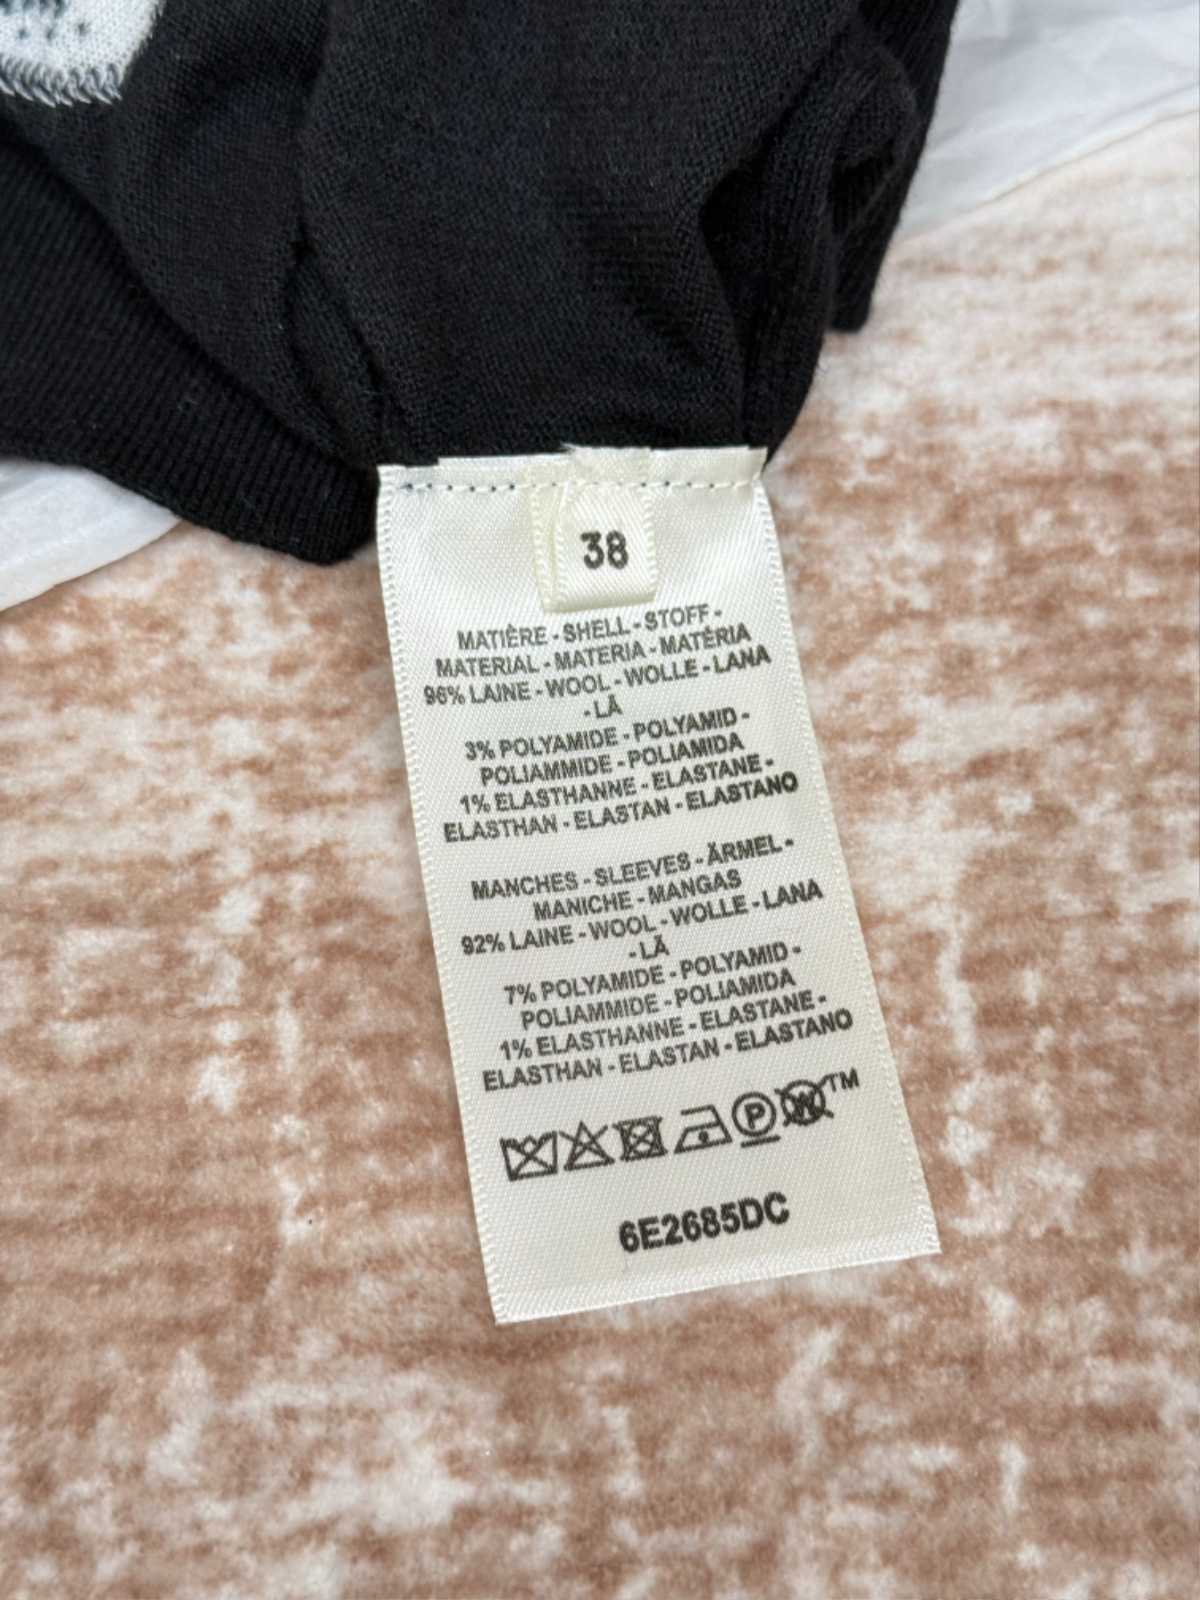 38
MATIÈRE - SHELL - STOFF -
MATERIAL - MATERIA - MATÉRIA
96% LAINE - WOOL - WOLLE - LANA
- LÃ
3% POLYAMIDE - POLYAMID -
POLIAMMIDE - POLIAMIDA
1% ELASTHANNE - ELASTANE -
ELASTHAN - ELASTAN - ELASTANO
MANCHES - SLEEVES - ÄRMEL -
MANICHE - MANGAS
92% LAINE - WOOL - WOLLE - LANA
- LÃ
7% POLYAMIDE - POLYAMID -
POLIAMMIDE - POLIAMIDA
1% ELASTHANNE - ELASTANE -
ELASTHAN - ELASTAN - ELASTANO
P W TM
6E2685DC